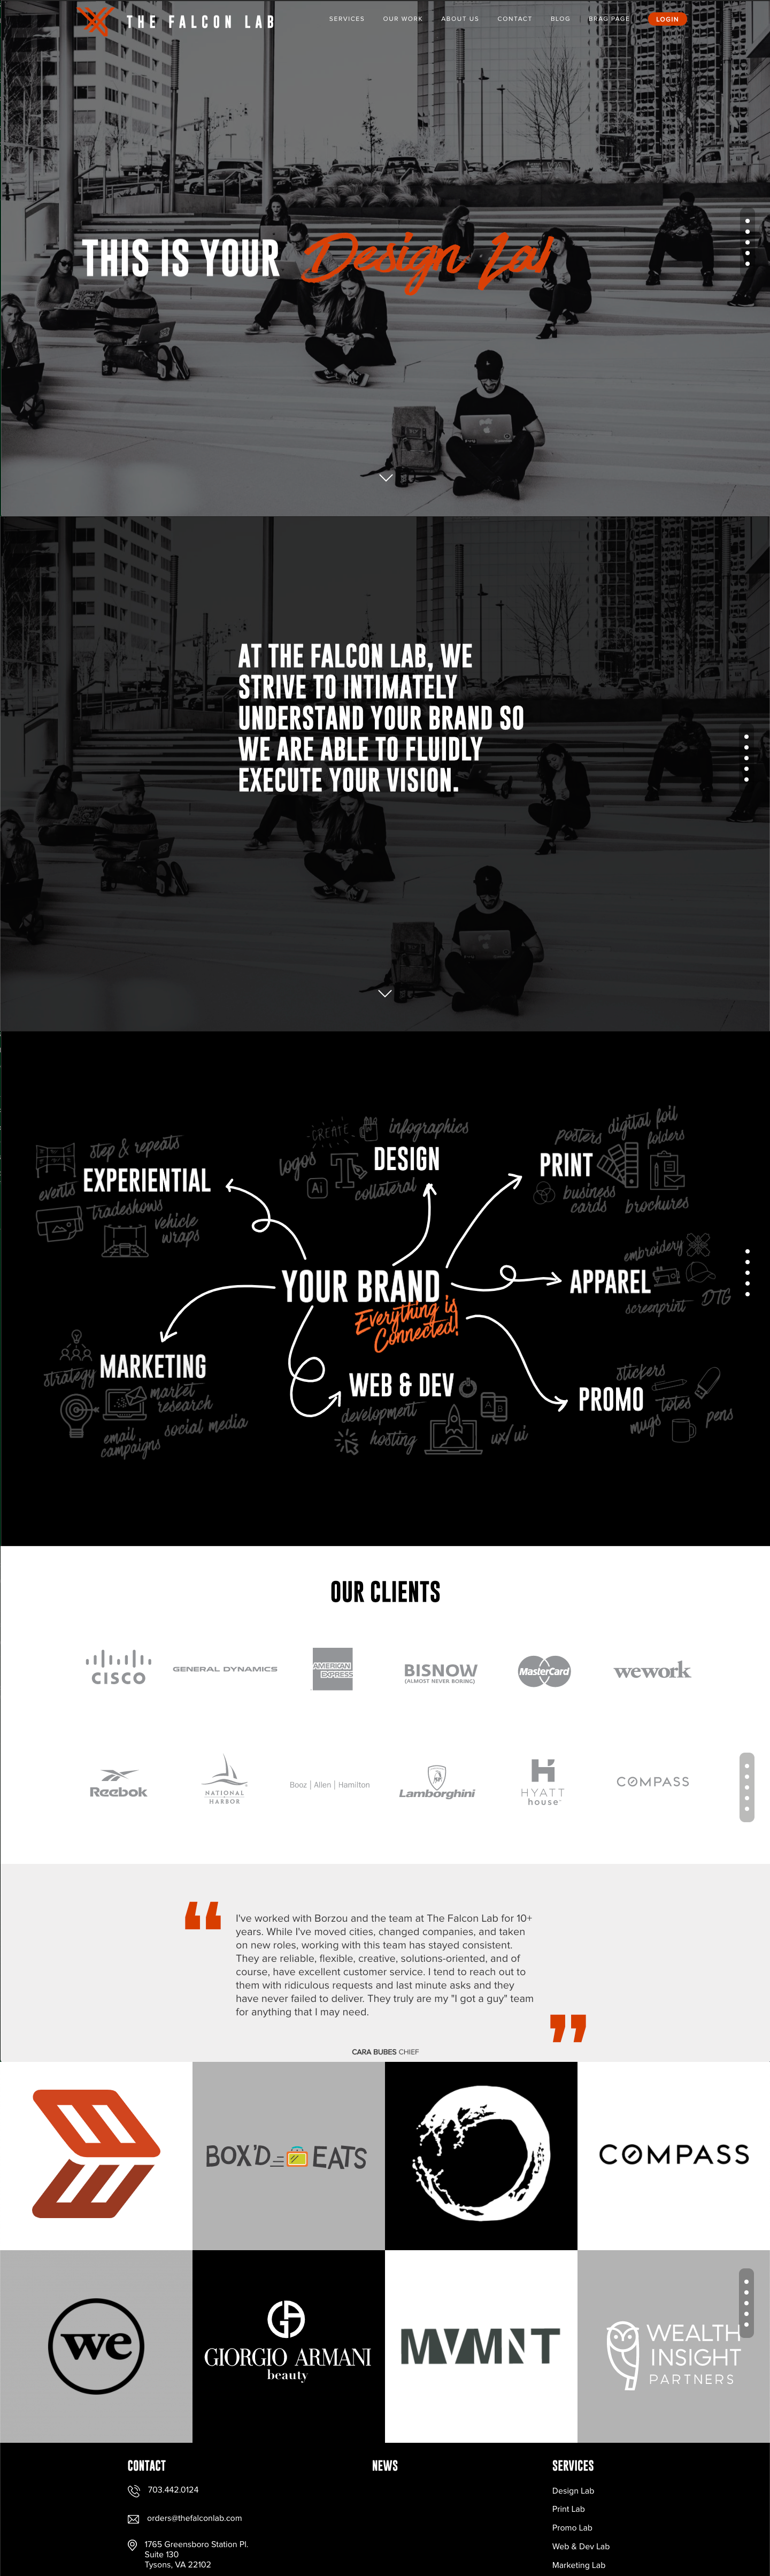 THE FALCON LAB
SERVICES OUR WORK ABOUT US CONTACT BLOG BRAG PAGE LOGIN
THIS IS YOUR Design Lal
AT THE FALCON LAB, WE
STRIVE TO INTIMATELY
UNDERSTAND YOUR BRAND SO
WE ARE ABLE TO FLUIDLY
EXECUTE YOUR VISION.
step & repeats
EXPERIENTIAL
events
tradeshows
vehicle
wraps
CREATE
infographics
DESIGN
logos
T
Ai
collateral
posters digital foil
folders
PRINT
business
cards brochures
YOUR BRAND
Everything is
Connected!
embroidery
APPAREL
screenprint DTG
MARKETING
strategy
market
research
email
campaigns
social media
WEB & DEV
development
A B
hosting
ux/ui
stickers
PROMO
totes
mugs
pens
OUR CLIENTS
CISCO
GENERAL DYNAMICS
AMERICAN
EXPRESS
BISNOW
(ALMOST NEVER BORING)
MasterCard
wework
Reebok
NATIONAL
HARBOR
Booz | Allen | Hamilton
Lamborghini
H
HYATT
house™
COMPASS
“
I've worked with Borzou and the team at The Falcon Lab for 10+
years. While I've moved cities, changed companies, and taken
on new roles, working with this team has stayed consistent.
They are reliable, flexible, creative, solutions-oriented, and of
course, have excellent customer service. I tend to reach out to
them with ridiculous requests and last minute asks and they
have never failed to deliver. They truly are my "I got a guy" team
for anything that I may need.
”
CARA BUBES CHIEF
BOX'D EATS
COMPASS
we
GIORGIO ARMANI
beauty
MVMNT
WEALTH
INSIGHT
PARTNERS
CONTACT
703.442.0124
orders@thefalconlab.com
1765 Greensboro Station Pl.
Suite 130
Tysons, VA 22102
NEWS
SERVICES
Design Lab
Print Lab
Promo Lab
Web & Dev Lab
Marketing Lab